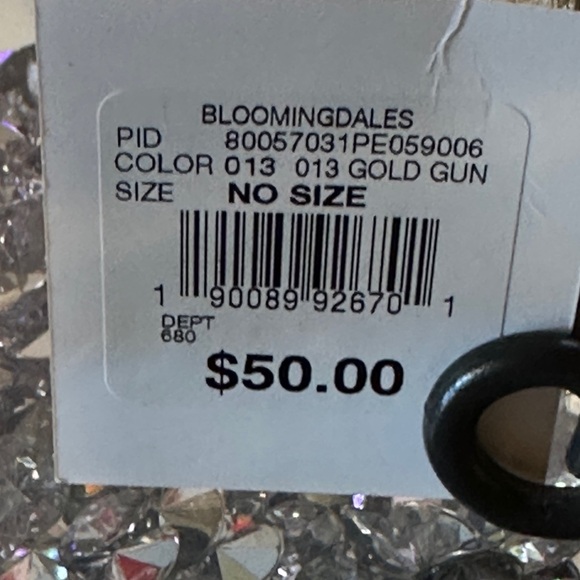 BLOOMINGDALES
PID 80057031PE059006
COLOR 013 013 GOLD GUN
SIZE NO SIZE
1 90089 92670 1
DEPT
680
$50.00